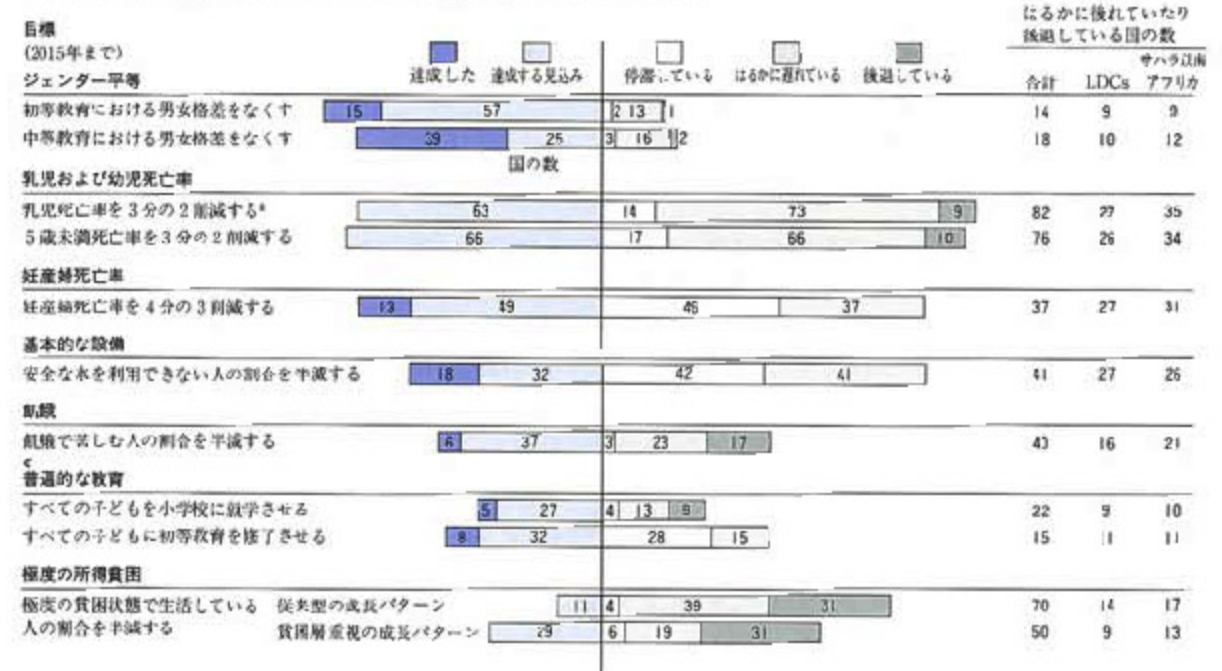 はるかに後れていたり
目標 後退している国の数
(2015年まで) サハラ以南
ジェンダー平等 達成した 達成する見込み 停滞している はるかに遅れている 後退している 合計 LDCs アフリカ
初等教育における男女格差をなくす 15 57 2 13 1 14 9 9
中等教育における男女格差をなくす 39 25 3 16 2 18 10 12
国の数
乳児および幼児死亡率
乳児死亡率を3分の2削減する 63 14 73 9 82 27 35
5歳未満死亡率を3分の2削減する 66 17 66 10 76 26 34
妊産婦死亡率
妊産婦死亡率を4分の3削減する 13 49 37 37 27 31
基本的な設備
安全な水を利用できない人の割合を半減する 18 32 42 41 41 27 26
飢餓
飢餓で苦しむ人の割合を半減する 6 37 3 23 17 43 16 21
c
普遍的な教育
すべての子どもを小学校に就学させる 5 27 4 13 9 22 9 10
すべての子どもに初等教育を修了させる 8 32 28 15 15 11 11
極度の所得貧困
極度の貧困状態で生活している 従来型の成長パターン 11 4 39 31 70 14 17
人の割合を半減する 貧困層重視の成長パターン 29 6 19 31 50 9 13